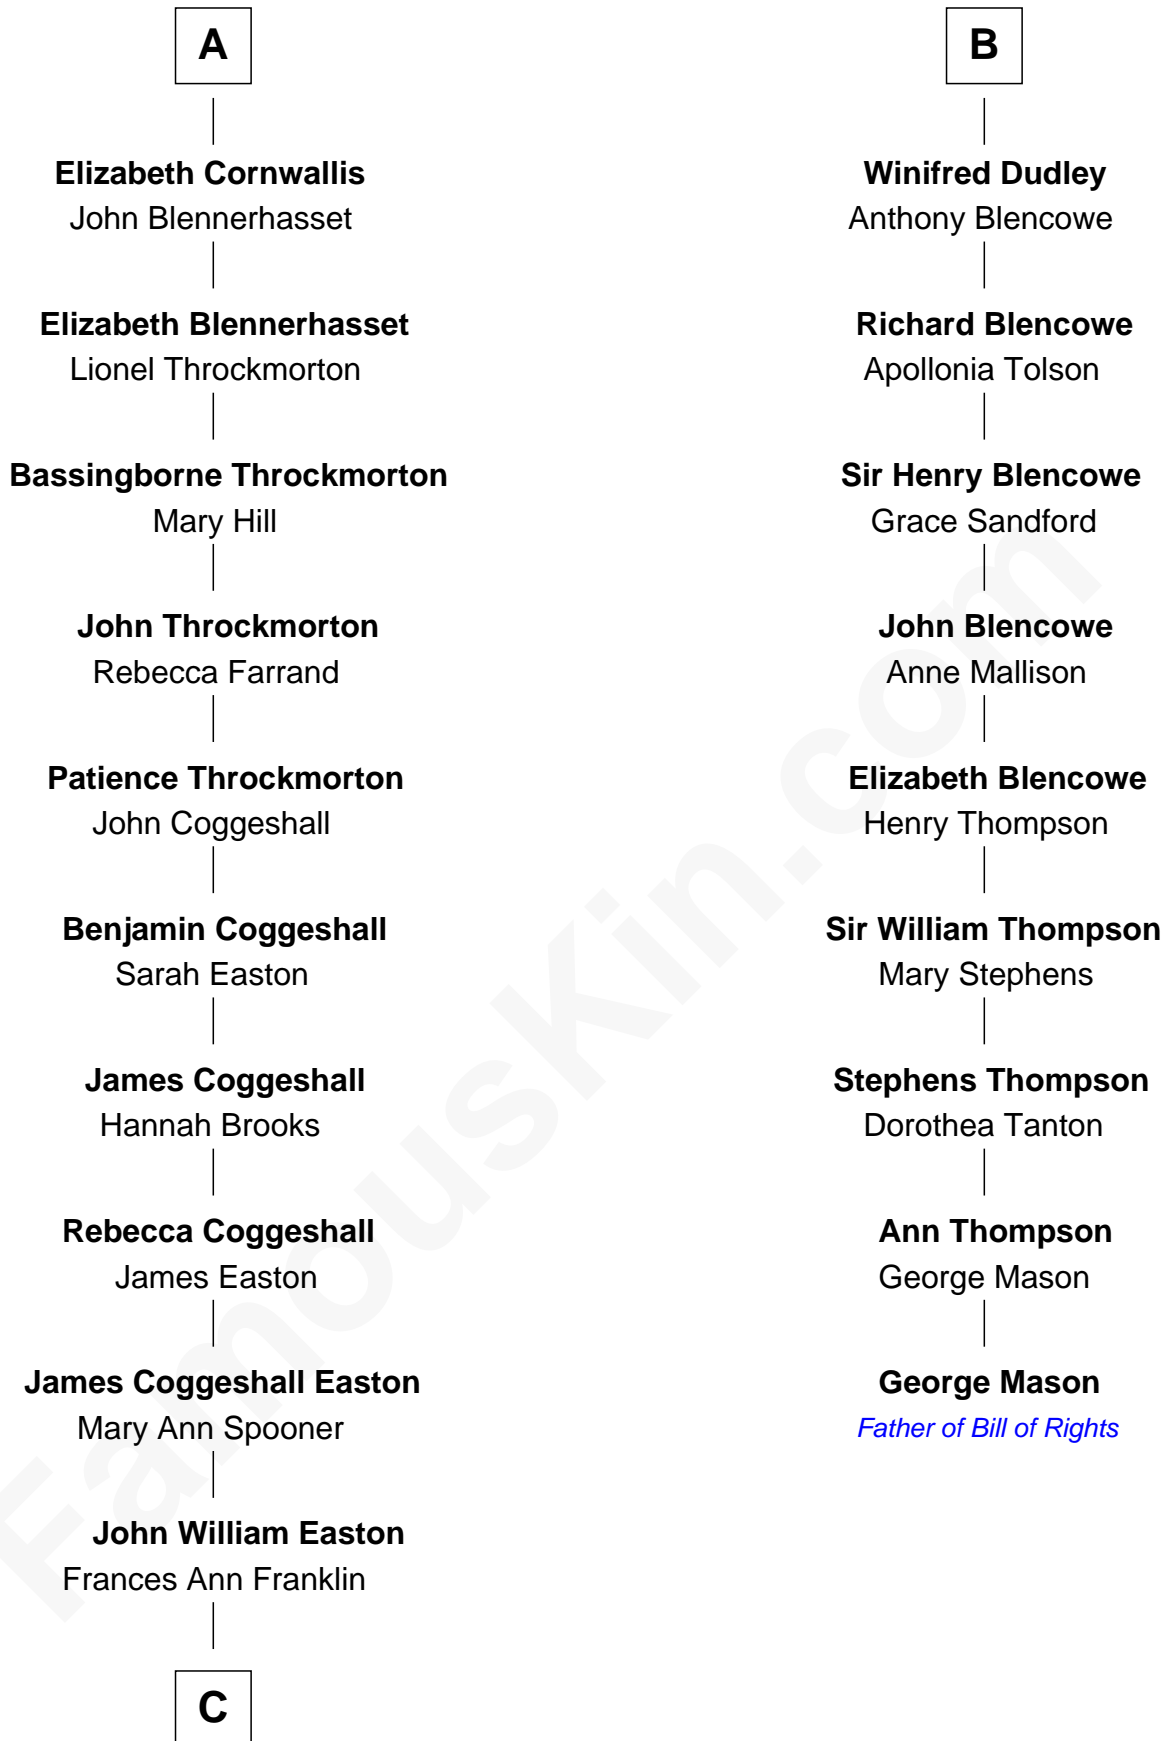 A
Elizabeth Cornwallis
John Blennerhasset
Elizabeth Blennerhasset
Lionel Throckmorton
Bassingborne Throckmorton
Mary Hill
John Throckmorton
Rebecca Farrand
Patience Throckmorton
John Coggeshall
Benjamin Coggeshall
Sarah Easton
James Coggeshall
Hannah Brooks
Rebecca Coggeshall
James Easton
James Coggeshall Easton
Mary Ann Spooner
John William Easton
Frances Ann Franklin
C
B
Winifred Dudley
Anthony Blencowe
Richard Blencowe
Apollonia Tolson
Sir Henry Blencowe
Grace Sandford
John Blencowe
Anne Mallison
Elizabeth Blencowe
Henry Thompson
Sir William Thompson
Mary Stephens
Stephens Thompson
Dorothea Tanton
Ann Thompson
George Mason
George Mason
Father of Bill of Rights
FamousKin.com